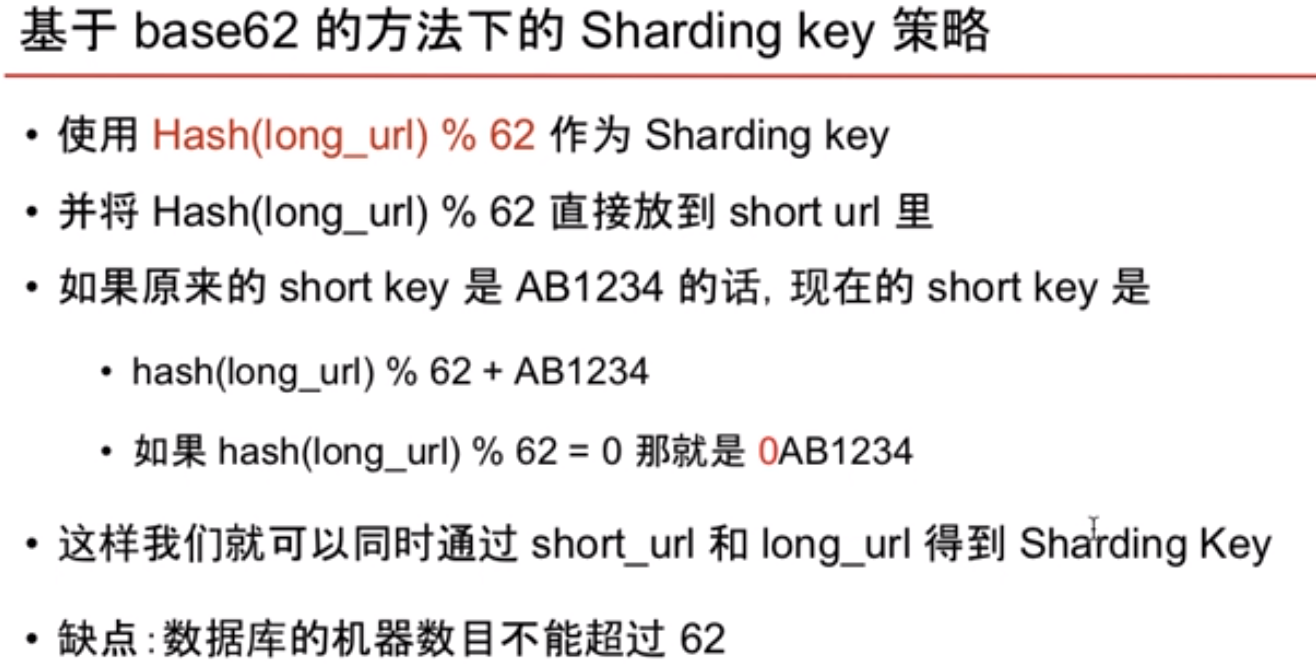 基于 base62 的方法下的 Sharding key 策略
• 使用 Hash(long_url) % 62 作为 Sharding key
• 并将 Hash(long_url) % 62 直接放到 short url 里
• 如果原来的 short key 是 AB1234 的话, 现在的 short key 是
• hash(long_url) % 62 + AB1234
• 如果 hash(long_url) % 62 = 0 那就是 0AB1234
• 这样我们就可以同时通过 short_url 和 long_url 得到 Sharding Key
• 缺点:数据库的机器数目不能超过 62